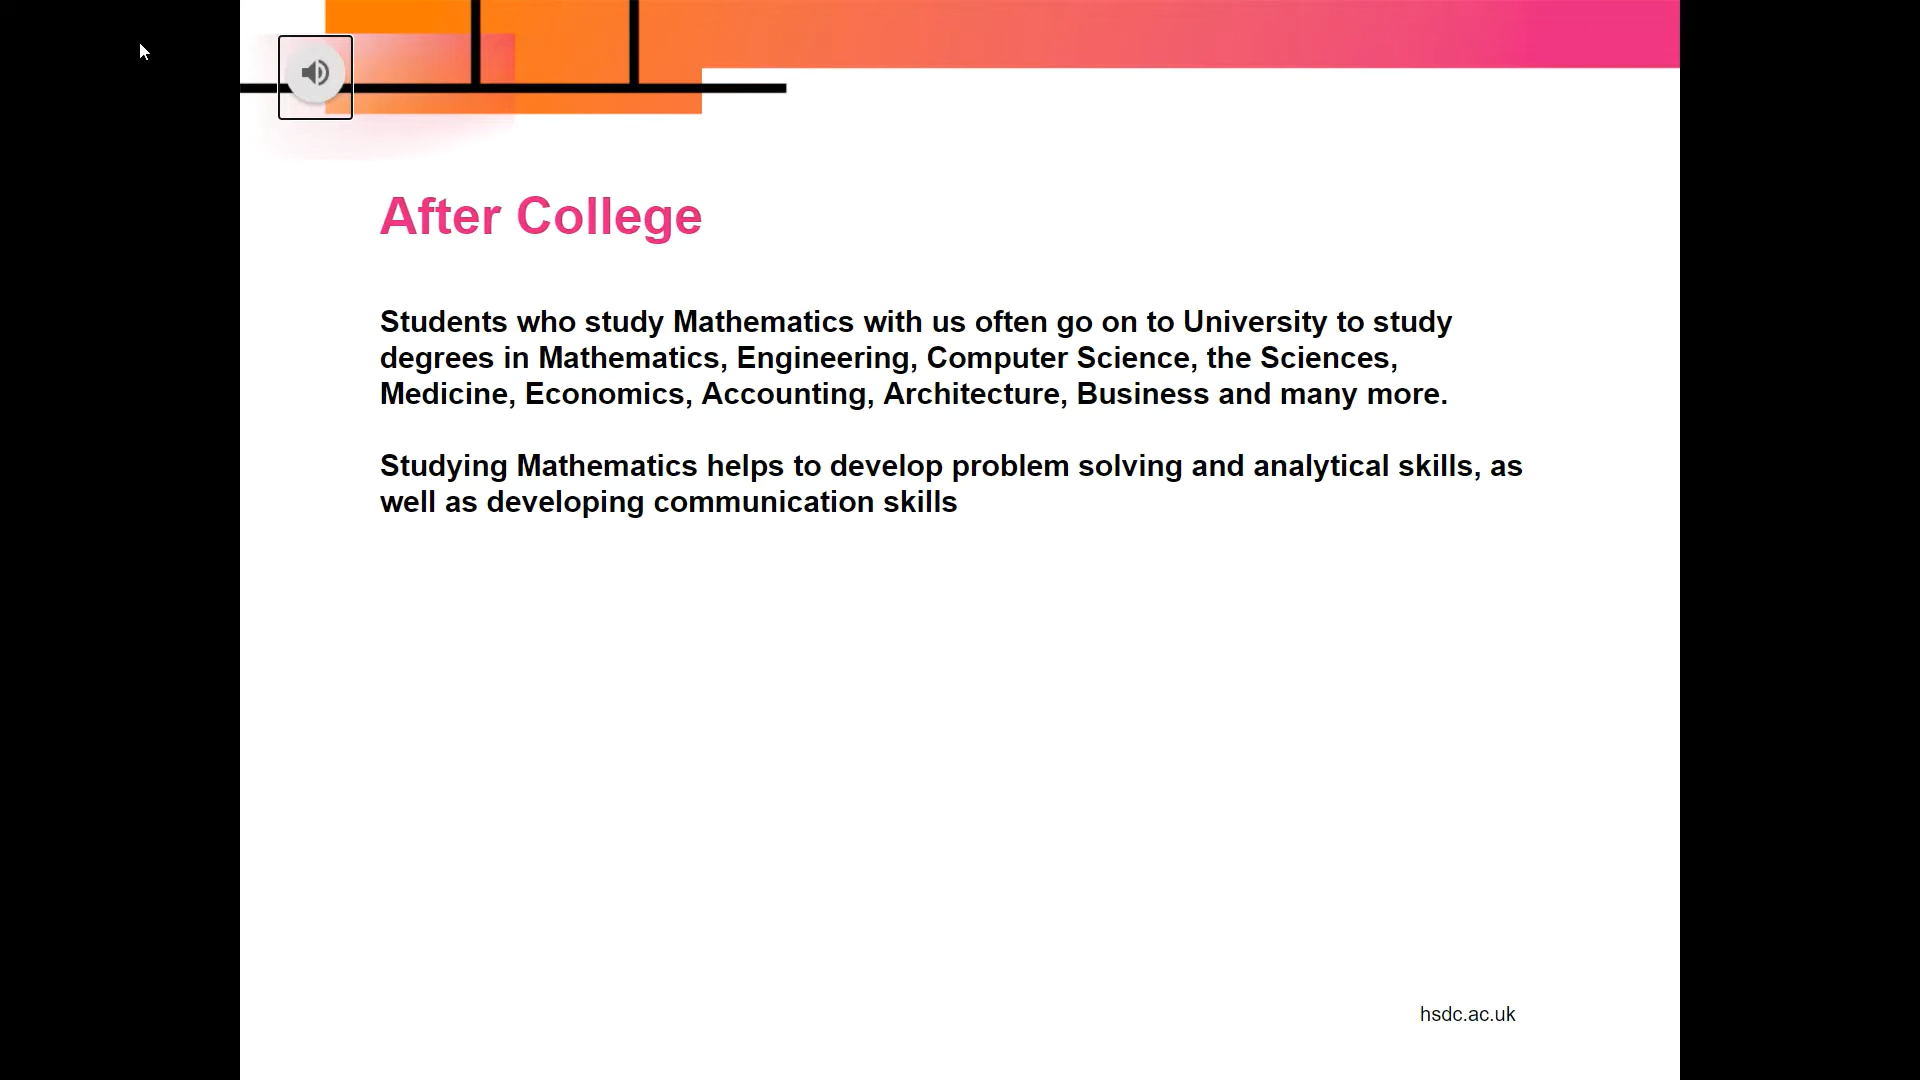 After College
Students who study Mathematics with us often go on to University to study
degrees in Mathematics, Engineering, Computer Science, the Sciences,
Medicine, Economics, Accounting, Architecture, Business and many more.
Studying Mathematics helps to develop problem solving and analytical skills, as
well as developing communication skills
hsdc.ac.uk